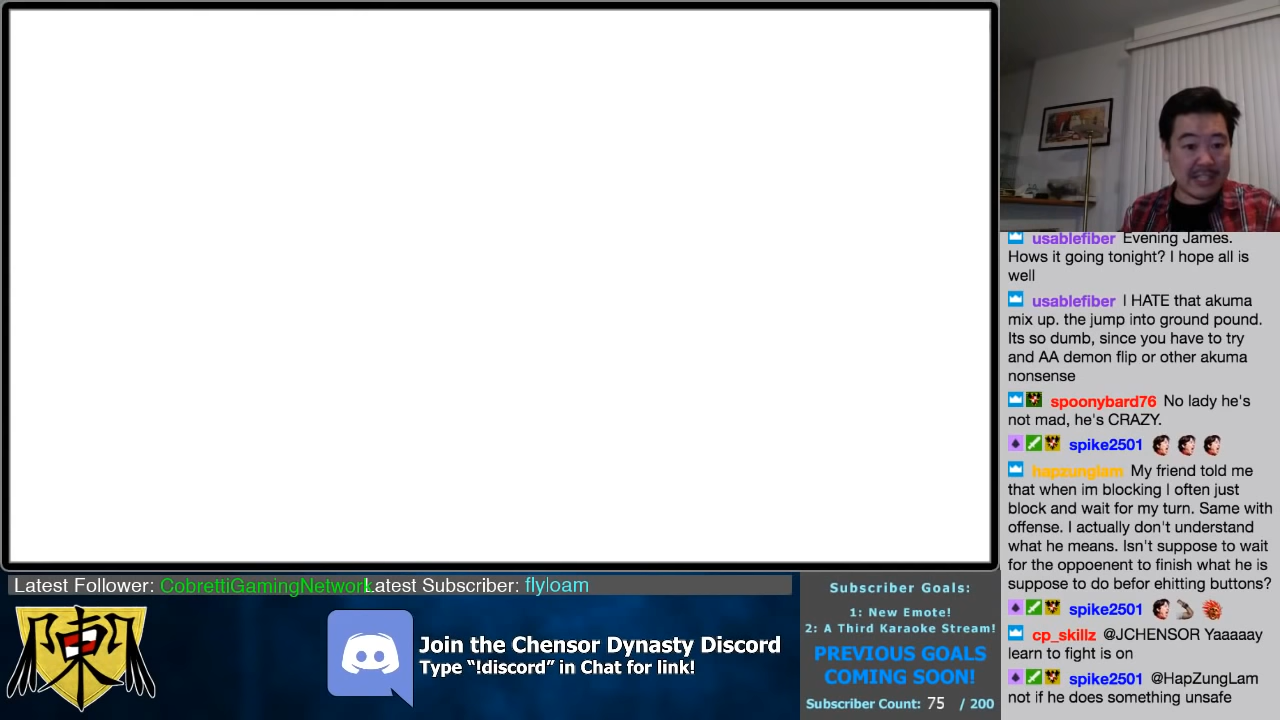 usablefiber Evening James.
Hows it going tonight? I hope all is
well
usablefiber I HATE that akuma
mix up. the jump into ground pound.
Its so dumb, since you have to try
and AA demon flip or other akuma
nonsense
spoonybard76 No lady he's
not mad, he's CRAZY.
spike2501
hapzunglam My friend told me
that when im blocking I often just
block and wait for my turn. Same with
offense. I actually don't understand
what he means. Isn't suppose to wait
for the oppoenent to finish what he is
suppose to do befor ehitting buttons?
spike2501
cp_skillz @JCHENSOR Yaaaaay
learn to fight is on
spike2501 @HapZungLam
not if he does something unsafe
Latest Follower: CobrettiGamingNetwork
Latest Subscriber: flyloam
Join the Chensor Dynasty Discord
Type "!discord" in Chat for link!
Subscriber Goals:
1: New Emote!
2: A Third Karaoke Stream!
PREVIOUS GOALS
COMING SOON!
Subscriber Count: 75 / 200